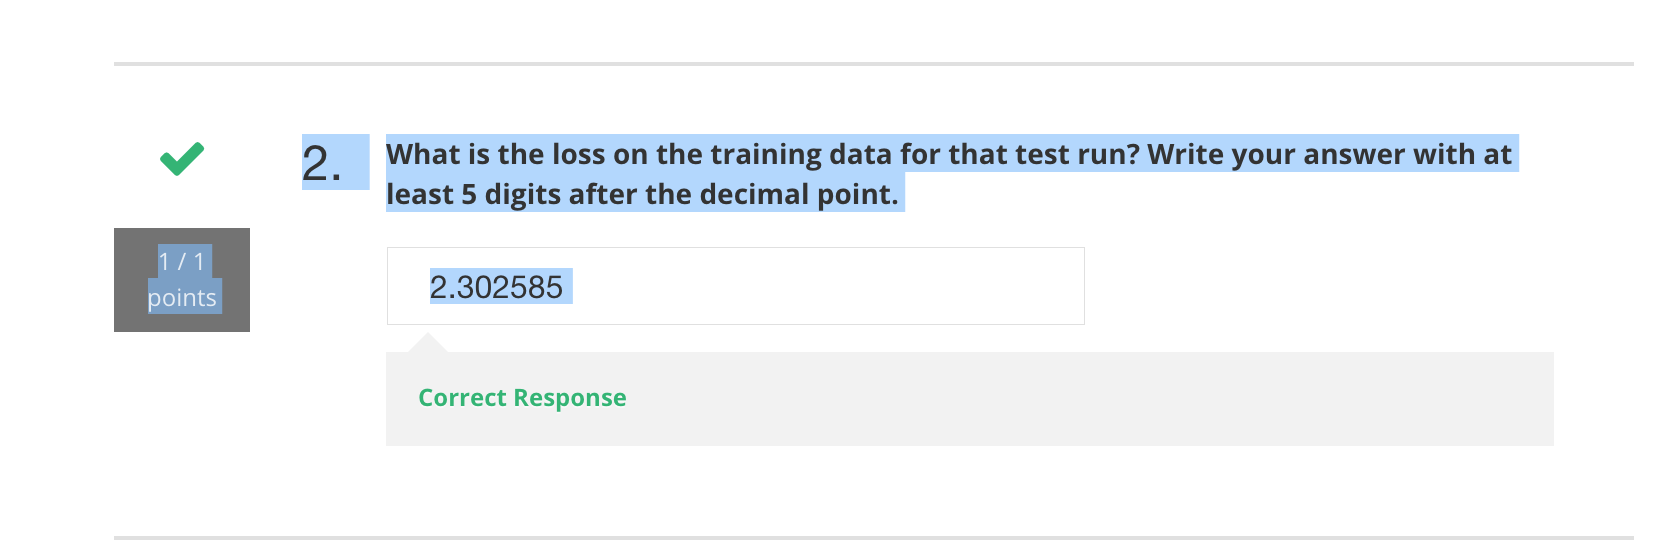 2. What is the loss on the training data for that test run? Write your answer with at
least 5 digits after the decimal point.
1 / 1
points
2.302585
Correct Response